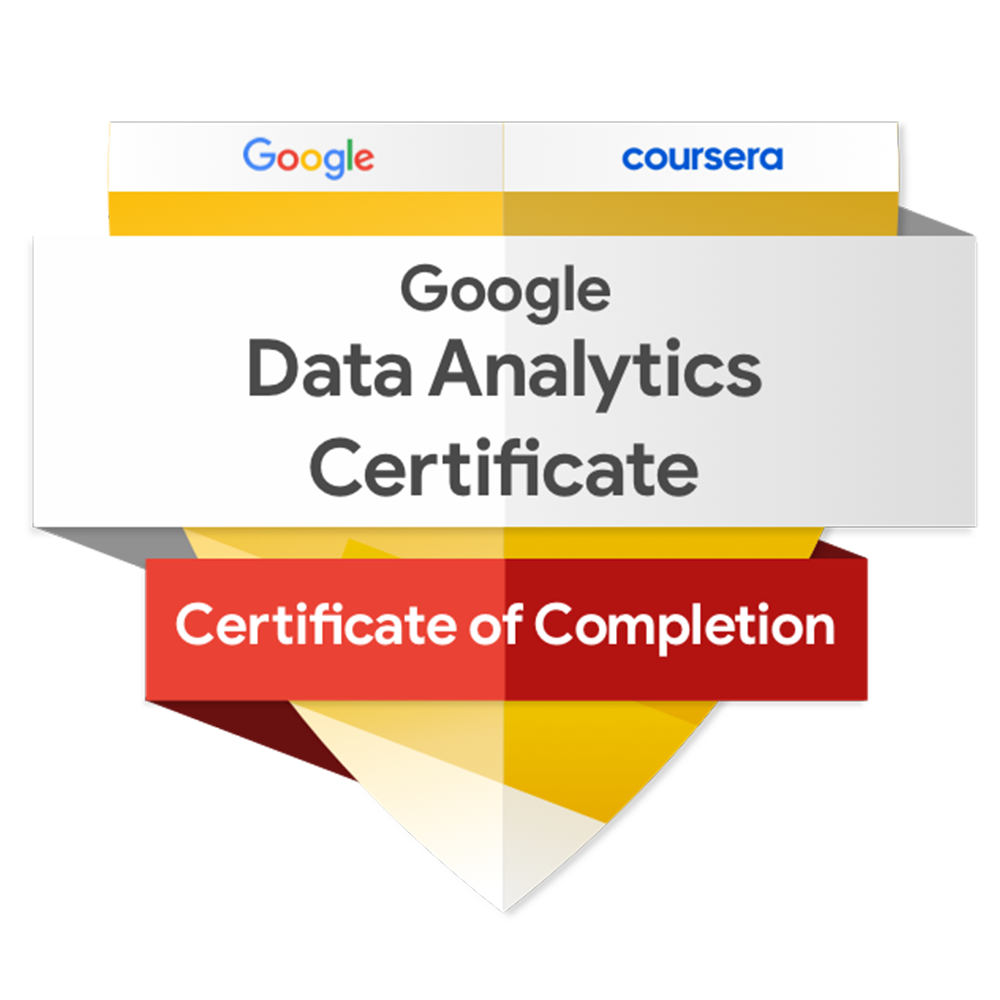 Google coursera
Google
Data Analytics
Certificate
Certificate of Completion